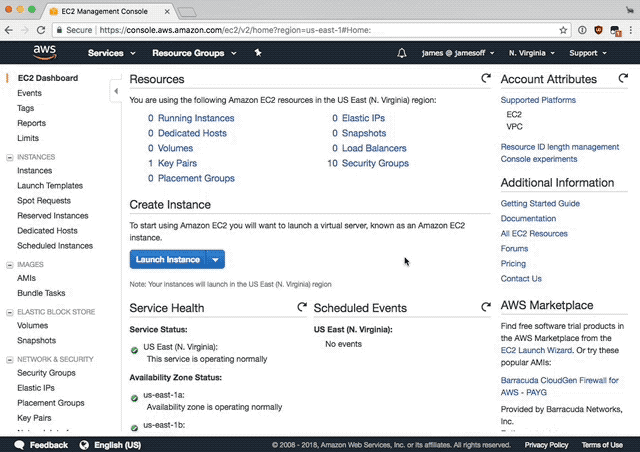 EC2 Management Console
Secure https://console.aws.amazon.com/ec2/v2/home?region=us-east-1#Home:
aws Services Resource Groups james @ jamesoff N. Virginia Support
EC2 Dashboard
Events
Tags
Reports
Limits
INSTANCES
Instances
Launch Templates
Spot Requests
Reserved Instances
Dedicated Hosts
Scheduled Instances
IMAGES
AMIs
Bundle Tasks
ELASTIC BLOCK STORE
Volumes
Snapshots
NETWORK & SECURITY
Security Groups
Elastic IPs
Placement Groups
Key Pairs
Resources
You are using the following Amazon EC2 resources in the US East (N. Virginia) region:
0 Running Instances
0 Dedicated Hosts
0 Volumes
1 Key Pairs
0 Placement Groups
0 Elastic IPs
0 Snapshots
0 Load Balancers
10 Security Groups
Create Instance
To start using Amazon EC2 you will want to launch a virtual server, known as an Amazon EC2
instance.
Launch Instance
Note: Your instances will launch in the US East (N. Virginia) region
Service Health
Service Status:
US East (N. Virginia):
This service is operating normally
Availability Zone Status:
us-east-1a:
Availability zone is operating normally
us-east-1b:
Scheduled Events
US East (N. Virginia):
No events
Account Attributes
Supported Platforms
EC2
VPC
Resource ID length management
Console experiments
Additional Information
Getting Started Guide
Documentation
All EC2 Resources
Forums
Pricing
Contact Us
AWS Marketplace
Find free software trial products in
the AWS Marketplace from the
EC2 Launch Wizard. Or try these
popular AMIs:
Barracuda CloudGen Firewall for
AWS - PAYG
Provided by Barracuda Networks,
Inc.
Feedback English (US) © 2008 - 2018, Amazon Web Services, Inc. or its affiliates. All rights reserved. Privacy Policy Terms of Use